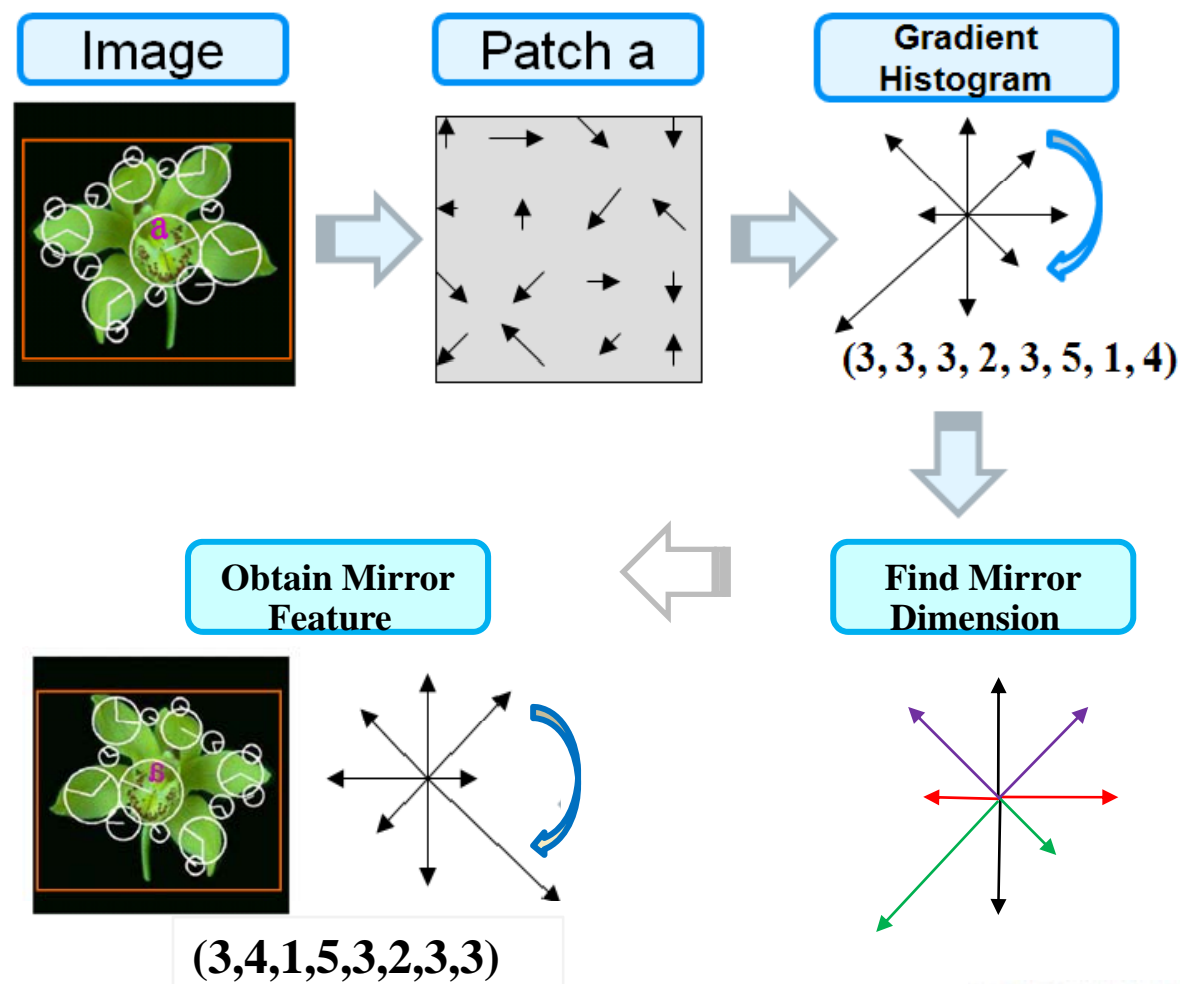 Image
Patch a
Gradient
Histogram
a
(3, 3, 3, 2, 3, 5, 1, 4)
Find Mirror
Dimension
Obtain Mirror
Feature
a
(3,4,1,5,3,2,3,3)